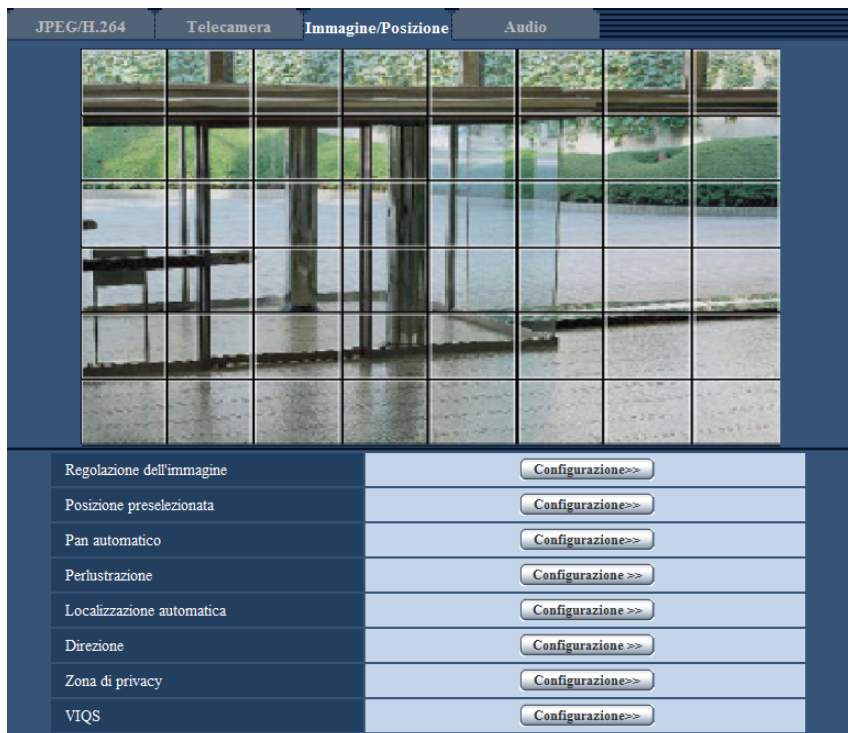 JPEG/H.264 Telecamera Immagine/Posizione Audio
Regolazione dell'immagine Configurazione>>
Posizione preselezionata Configurazione>>
Pan automatico Configurazione>>
Perlustrazione Configurazione >>
Localizzazione automatica Configurazione >>
Direzione Configurazione >>
Zona di privacy Configurazione>>
VIQS Configurazione>>